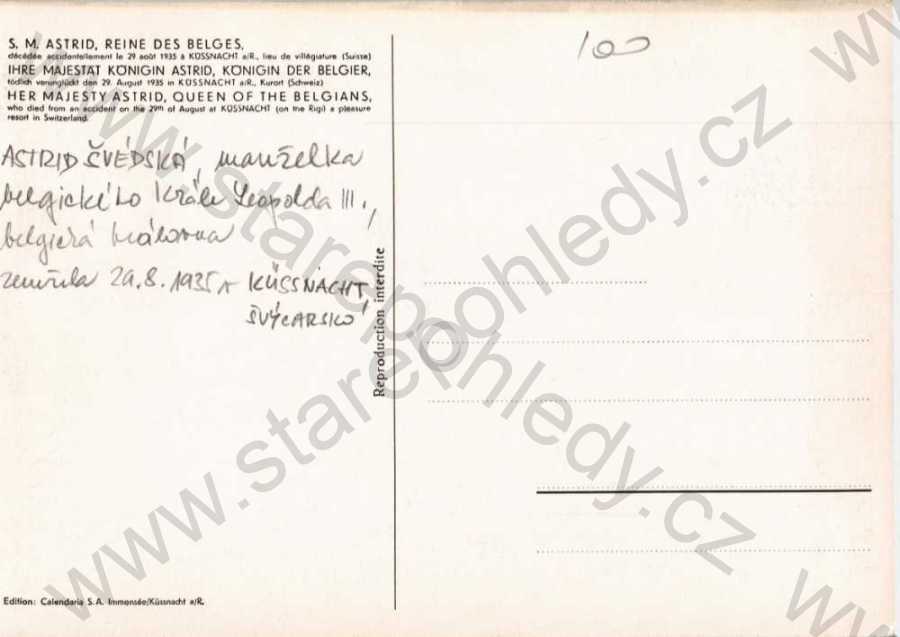 S. M. ASTRID, REINE DES BELGES,
décédée accidentellement le 29 août 1935 à KÜSSNACHT a/R., lieu de villégiature (Suisse)
IHRE MAJESTÄT KÖNIGIN ASTRID, KÖNIGIN DER BELGIER,
tödlich verunglückt den 29. August 1935 in KÜSSNACHT a/R., Kurort (Schweiz)
HER MAJESTY ASTRID, QUEEN OF THE BELGIANS,
who died from an accident on the 29th of August at KÜSSNACHT (on the Rigi) a pleasure
resort in Switzerland.
ASTRID ŠVÉDSKÁ, manželka
belgického krále Leopolda III.,
belgická královna
zemřela 29.8.1935 v KÜSSNACHT,
ŠVÝCARSKO
Edition: Calendaria S. A. Immensée/Küssnacht a/R.
Reproduction interdite
100
www.starepohledy.cz
www.starepohledy.cz
www
www